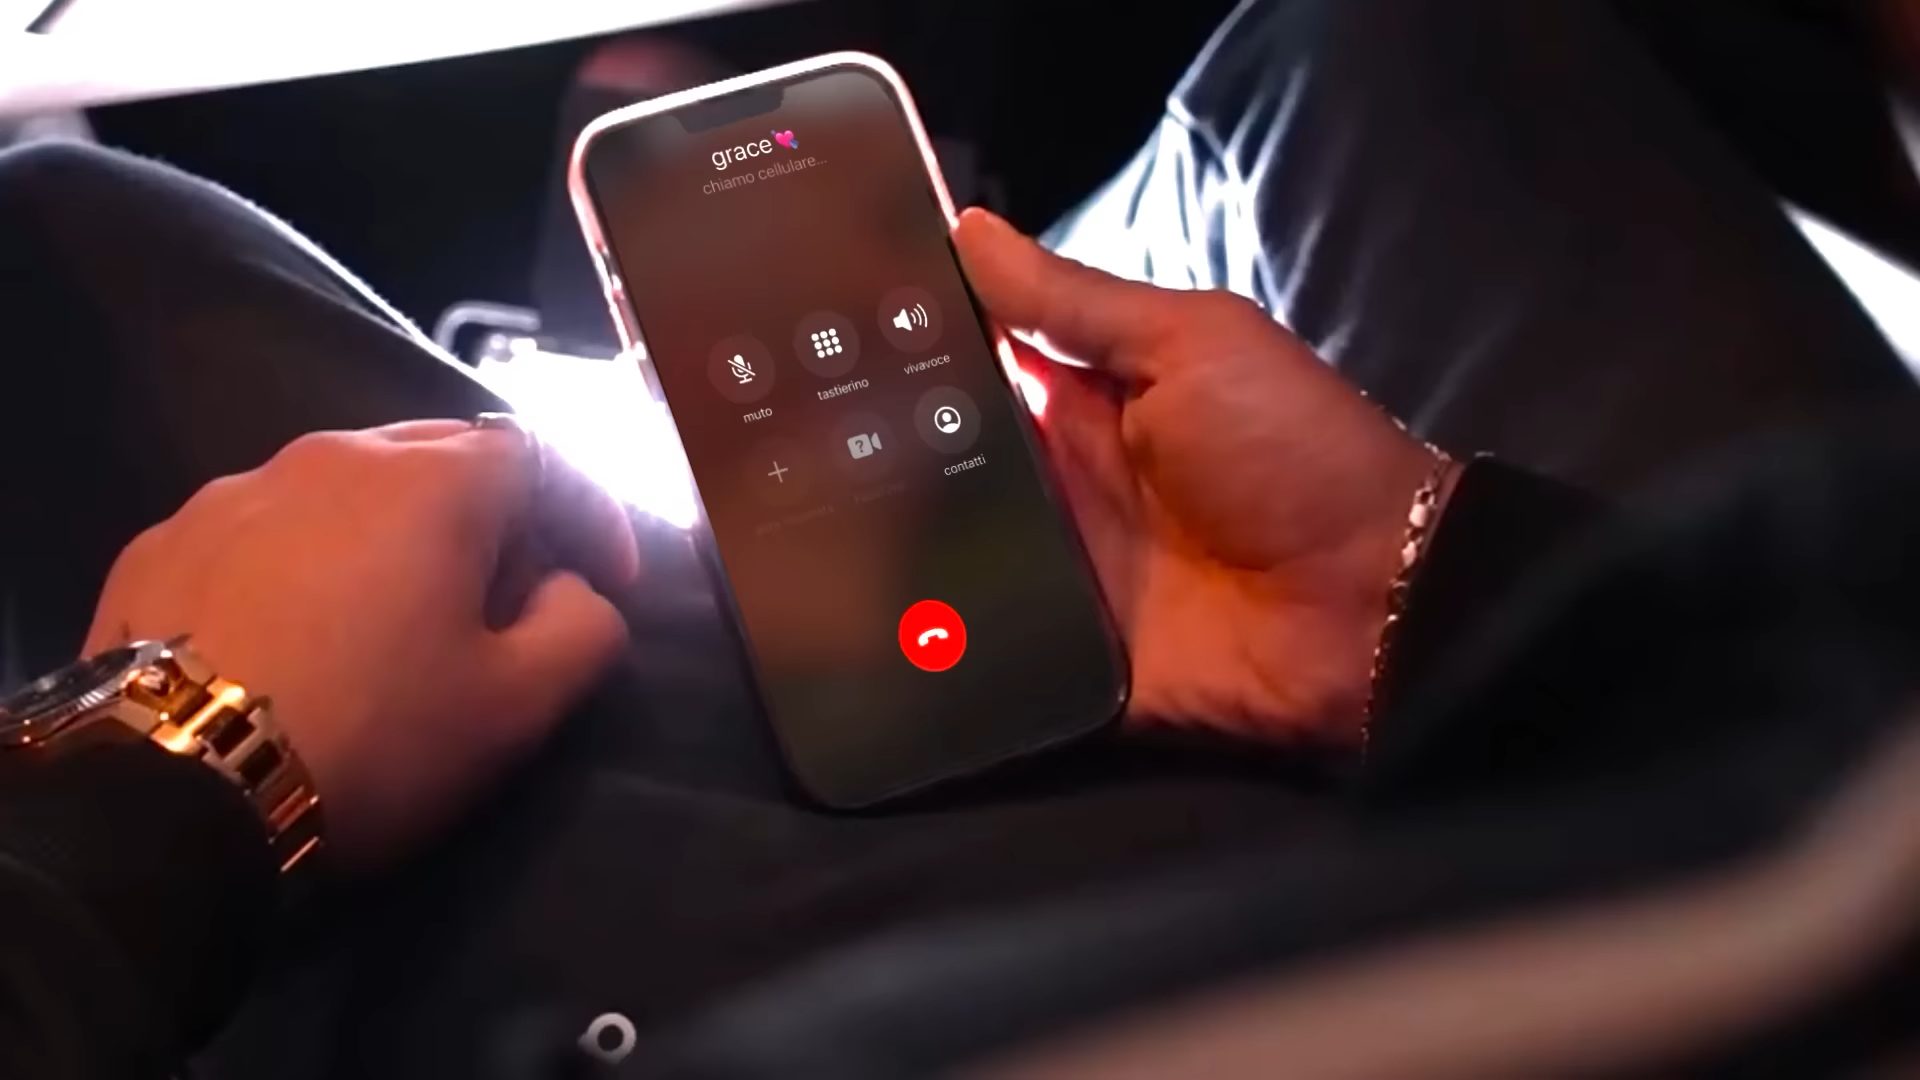 grace💘
chiamo cellulare...
muto
tastierino
vivavoce
contatti